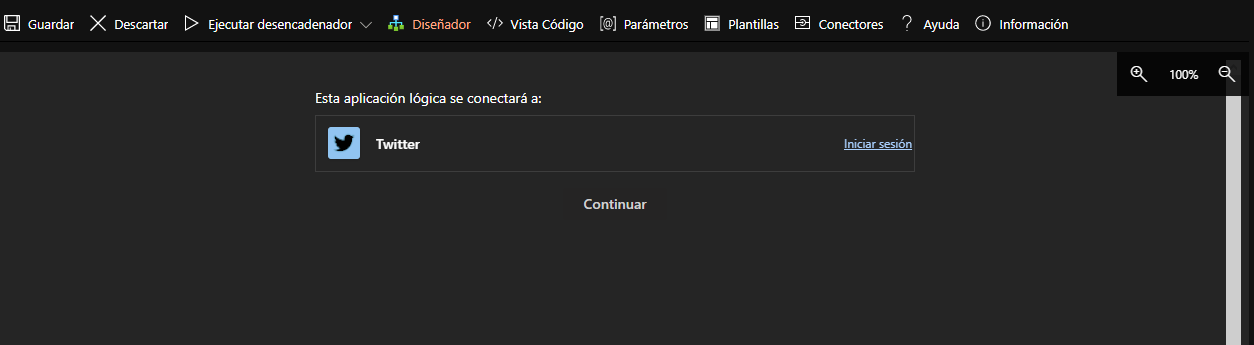 Guardar Descartar Ejecutar desencadenador Diseñador Vista Código [@] Parámetros Plantillas Conectores Ayuda Información
100%
Esta aplicación lógica se conectará a:
Twitter Iniciar sesión
Continuar